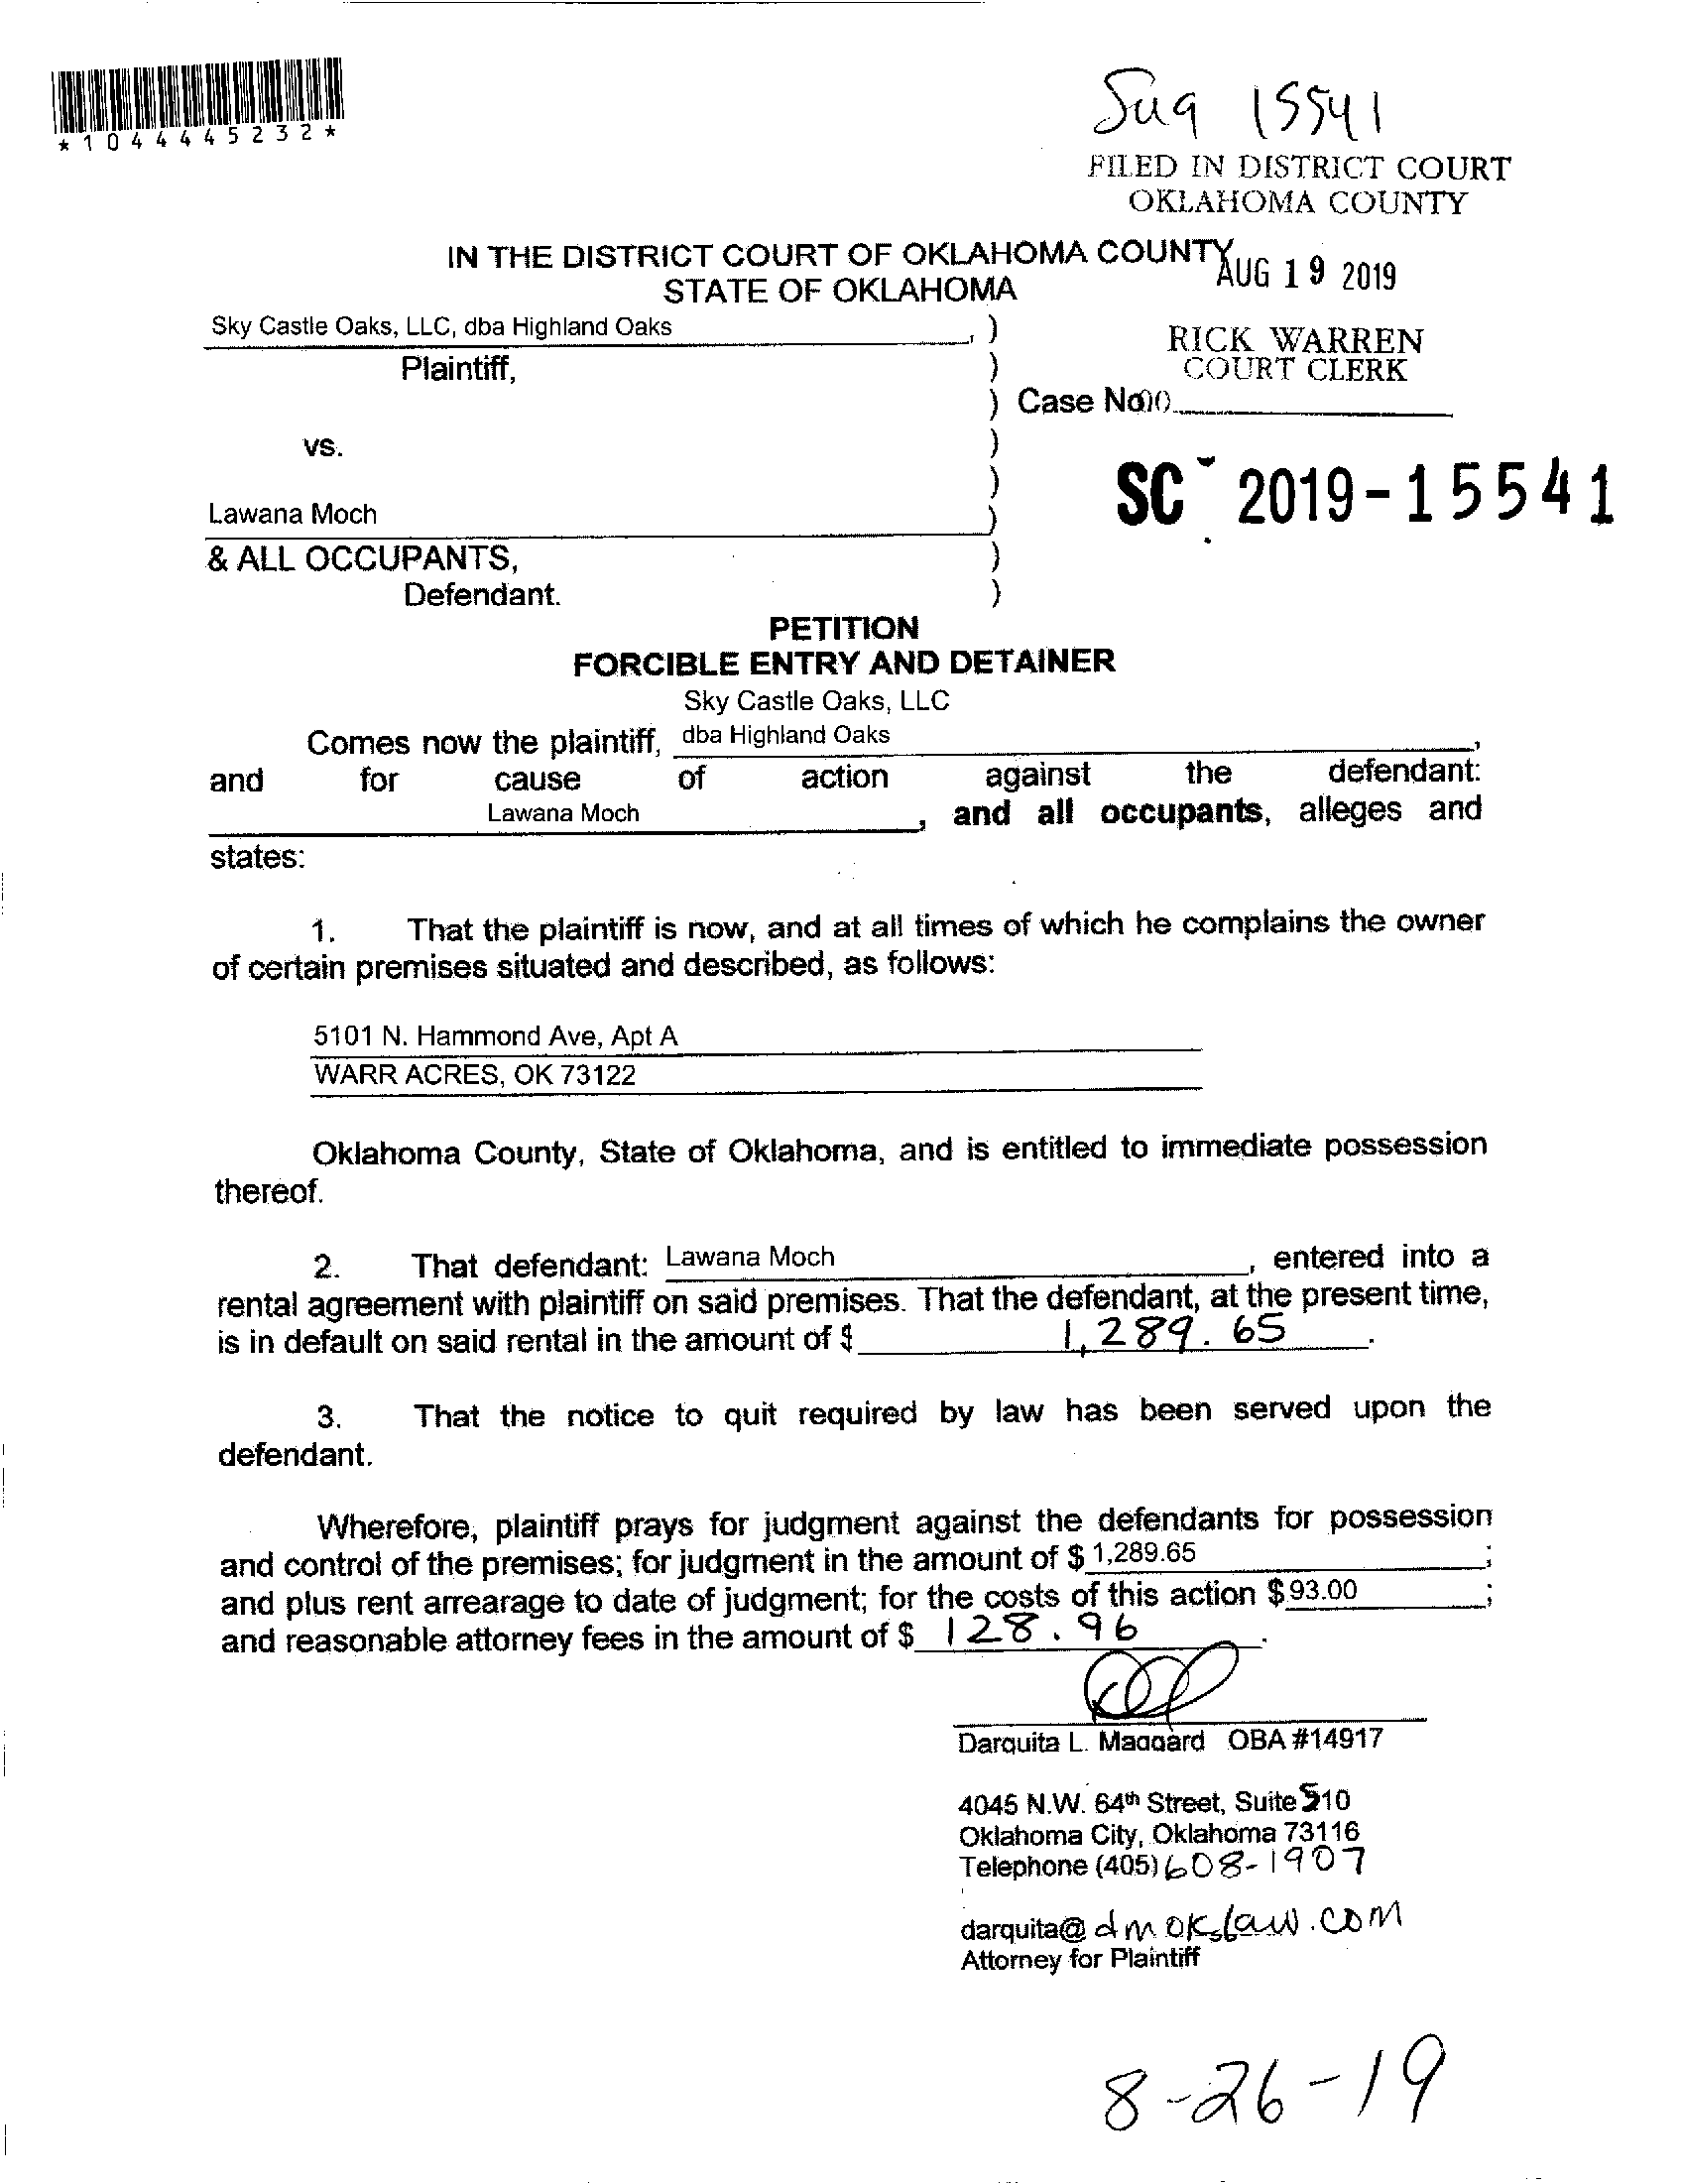 *1044445232*
15541
FILED IN DISTRICT COURT
OKLAHOMA COUNTY
IN THE DISTRICT COURT OF OKLAHOMA COUNTY
STATE OF OKLAHOMA
AUG 19 2019
Sky Castle Oaks, LLC, dba Highland Oaks , )
RICK WARREN
Plaintiff, )
COURT CLERK
) Case No.
vs. )
)
SC - 2019-15541
Lawana Moch )
& ALL OCCUPANTS, )
Defendant. )
PETITION
FORCIBLE ENTRY AND DETAINER
Sky Castle Oaks, LLC
Comes now the plaintiff, dba Highland Oaks ,
and for cause of action against the defendant:
Lawana Moch , and all occupants, alleges and
states:
1. That the plaintiff is now, and at all times of which he complains the owner
of certain premises situated and described, as follows:
5101 N. Hammond Ave, Apt A
WARR ACRES, OK 73122
Oklahoma County, State of Oklahoma, and is entitled to immediate possession
thereof.
2. That defendant: Lawana Moch , entered into a
rental agreement with plaintiff on said premises. That the defendant, at the present time,
is in default on said rental in the amount of $ 1,289.65 .
3. That the notice to quit required by law has been served upon the
defendant.
Wherefore, plaintiff prays for judgment against the defendants for possession
and control of the premises; for judgment in the amount of $ 1,289.65 ;
and plus rent arrearage to date of judgment; for the costs of this action $ 93.00 ;
and reasonable attorney fees in the amount of $ 128.96 .
Darquita L. Maggard OBA #14917
4045 N.W. 64th Street, Suite 510
Oklahoma City, Oklahoma 73116
Telephone (405) 608-1907
darquita@dmokslaw.com
Attorney for Plaintiff
8-26-19